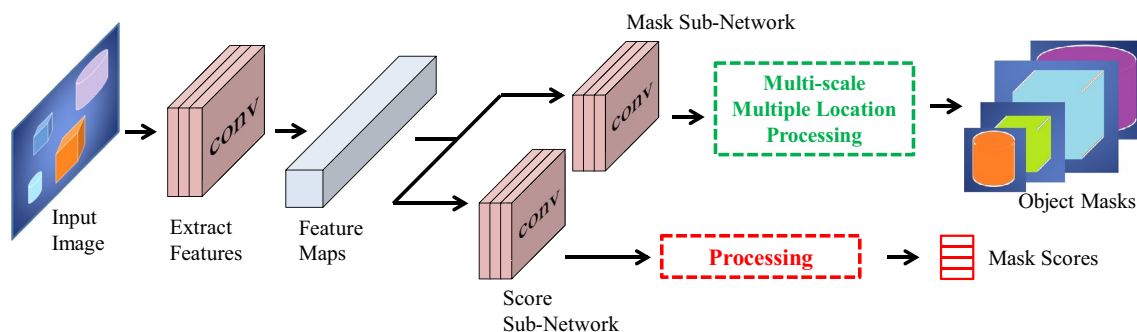 Mask Sub-Network
conv
conv
Multi-scale
Multiple Location
Processing
Input
Image
Extract
Features
Feature
Maps
conv
Object Masks
Processing
Mask Scores
Score
Sub-Network